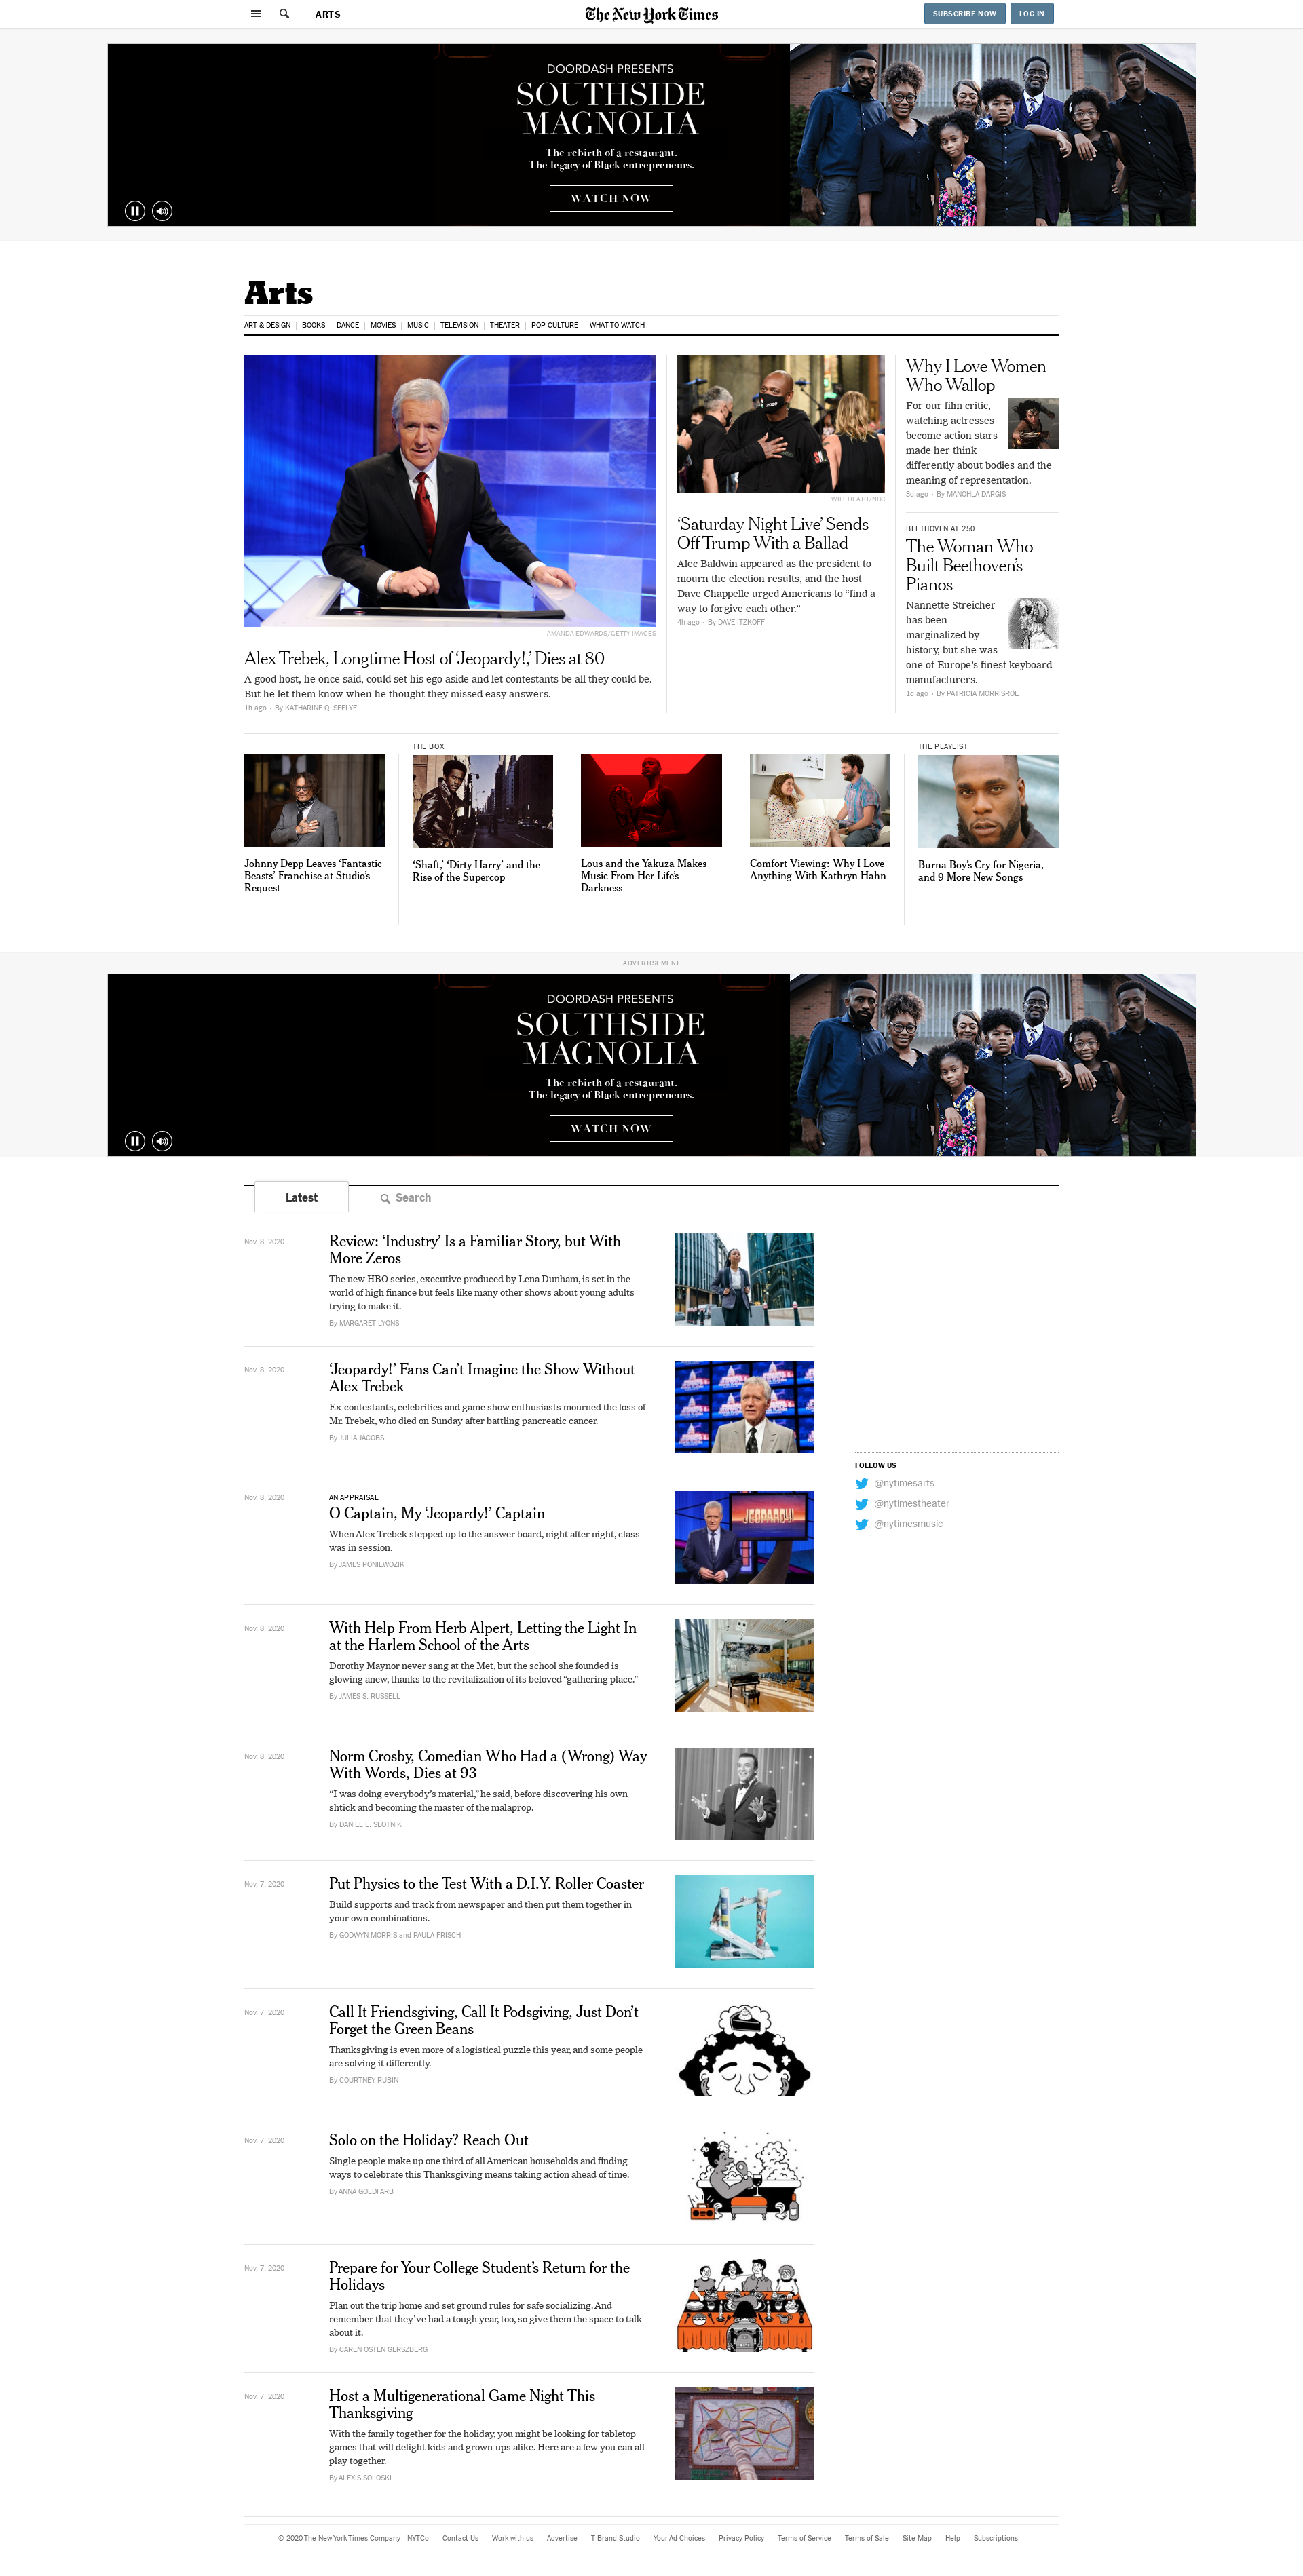 ARTS
The New York Times
SUBSCRIBE NOW
LOG IN
DOORDASH PRESENTS
SOUTHSIDE
MAGNOLIA
The rebirth of a restaurant.
The legacy of Black entrepreneurs.
WATCH NOW
Arts
ART & DESIGN
BOOKS
DANCE
MOVIES
MUSIC
TELEVISION
THEATER
POP CULTURE
WHAT TO WATCH
AMANDA EDWARDS/GETTY IMAGES
Alex Trebek, Longtime Host of ‘Jeopardy!,’ Dies at 80
A good host, he once said, could set his ego aside and let contestants be all they could be.
But he let them know when he thought they missed easy answers.
1h ago • By KATHARINE Q. SEELYE
2020
WILL HEATH/NBC
‘Saturday Night Live’ Sends
Off Trump With a Ballad
Alec Baldwin appeared as the president to
mourn the election results, and the host
Dave Chappelle urged Americans to “find a
way to forgive each other.”
4h ago • By DAVE ITZKOFF
Why I Love Women
Who Wallop
For our film critic,
watching actresses
become action stars
made her think
differently about bodies and the
meaning of representation.
3d ago • By MANOHLA DARGIS
BEETHOVEN AT 250
The Woman Who
Built Beethoven’s
Pianos
Nannette Streicher
has been
marginalized by
history, but she was
one of Europe’s finest keyboard
manufacturers.
1d ago • By PATRICIA MORRISROE
Johnny Depp Leaves ‘Fantastic
Beasts’ Franchise at Studio’s
Request
THE BOX
‘Shaft,’ ‘Dirty Harry’ and the
Rise of the Supercop
Lous and the Yakuza Makes
Music From Her Life’s
Darkness
Comfort Viewing: Why I Love
Anything With Kathryn Hahn
THE PLAYLIST
Burna Boy’s Cry for Nigeria,
and 9 More New Songs
ADVERTISEMENT
DOORDASH PRESENTS
SOUTHSIDE
MAGNOLIA
The rebirth of a restaurant.
The legacy of Black entrepreneurs.
WATCH NOW
Latest
Search
Nov. 8, 2020
Review: ‘Industry’ Is a Familiar Story, but With
More Zeros
The new HBO series, executive produced by Lena Dunham, is set in the
world of high finance but feels like many other shows about young adults
trying to make it.
By MARGARET LYONS
Nov. 8, 2020
‘Jeopardy!’ Fans Can’t Imagine the Show Without
Alex Trebek
Ex-contestants, celebrities and game show enthusiasts mourned the loss of
Mr. Trebek, who died on Sunday after battling pancreatic cancer.
By JULIA JACOBS
FOLLOW US
@nytimesarts
@nytimestheater
@nytimesmusic
Nov. 8, 2020
AN APPRAISAL
O Captain, My ‘Jeopardy!’ Captain
When Alex Trebek stepped up to the answer board, night after night, class
was in session.
By JAMES PONIEWOZIK
JEOPARDY!
Nov. 8, 2020
With Help From Herb Alpert, Letting the Light In
at the Harlem School of the Arts
Dorothy Maynor never sang at the Met, but the school she founded is
glowing anew, thanks to the revitalization of its beloved “gathering place.”
By JAMES S. RUSSELL
Nov. 8, 2020
Norm Crosby, Comedian Who Had a (Wrong) Way
With Words, Dies at 93
“I was doing everybody’s material,” he said, before discovering his own
shtick and becoming the master of the malaprop.
By DANIEL E. SLOTNIK
Nov. 7, 2020
Put Physics to the Test With a D.I.Y. Roller Coaster
Build supports and track from newspaper and then put them together in
your own combinations.
By GODWYN MORRIS and PAULA FRISCH
Nov. 7, 2020
Call It Friendsgiving, Call It Podsgiving, Just Don’t
Forget the Green Beans
Thanksgiving is even more of a logistical puzzle this year, and some people
are solving it differently.
By COURTNEY RUBIN
Nov. 7, 2020
Solo on the Holiday? Reach Out
Single people make up one third of all American households and finding
ways to celebrate this Thanksgiving means taking action ahead of time.
By ANNA GOLDFARB
Nov. 7, 2020
Prepare for Your College Student’s Return for the
Holidays
Plan out the trip home and set ground rules for safe socializing. And
remember that they’ve had a tough year, too, so give them the space to talk
about it.
By CAREN OSTEN GERSZBERG
Nov. 7, 2020
Host a Multigenerational Game Night This
Thanksgiving
With the family together for the holiday, you might be looking for tabletop
games that will delight kids and grown-ups alike. Here are a few you can all
play together.
By ALEXIS SOLOSKI
© 2020 The New York Times Company
NYTCo
Contact Us
Work with us
Advertise
T Brand Studio
Your Ad Choices
Privacy Policy
Terms of Service
Terms of Sale
Site Map
Help
Subscriptions